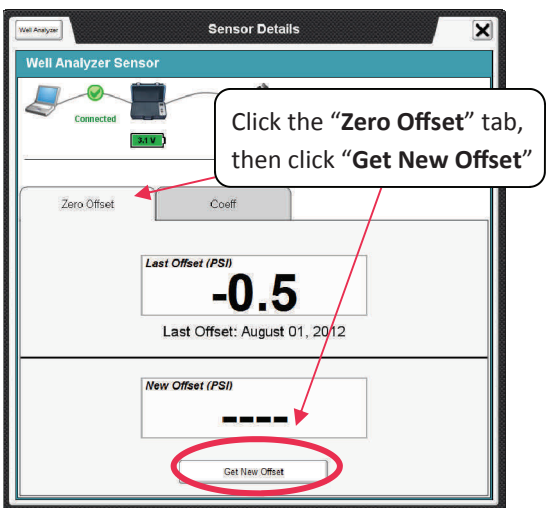 Well Analyzer
Sensor Details
Well Analyzer Sensor
Connected
3.1 V
Click the “Zero Offset” tab,
then click “Get New Offset”
Zero Offset
Coeff
Last Offset (PSI)
-0.5
Last Offset: August 01, 2012
New Offset (PSI)
----
Get New Offset